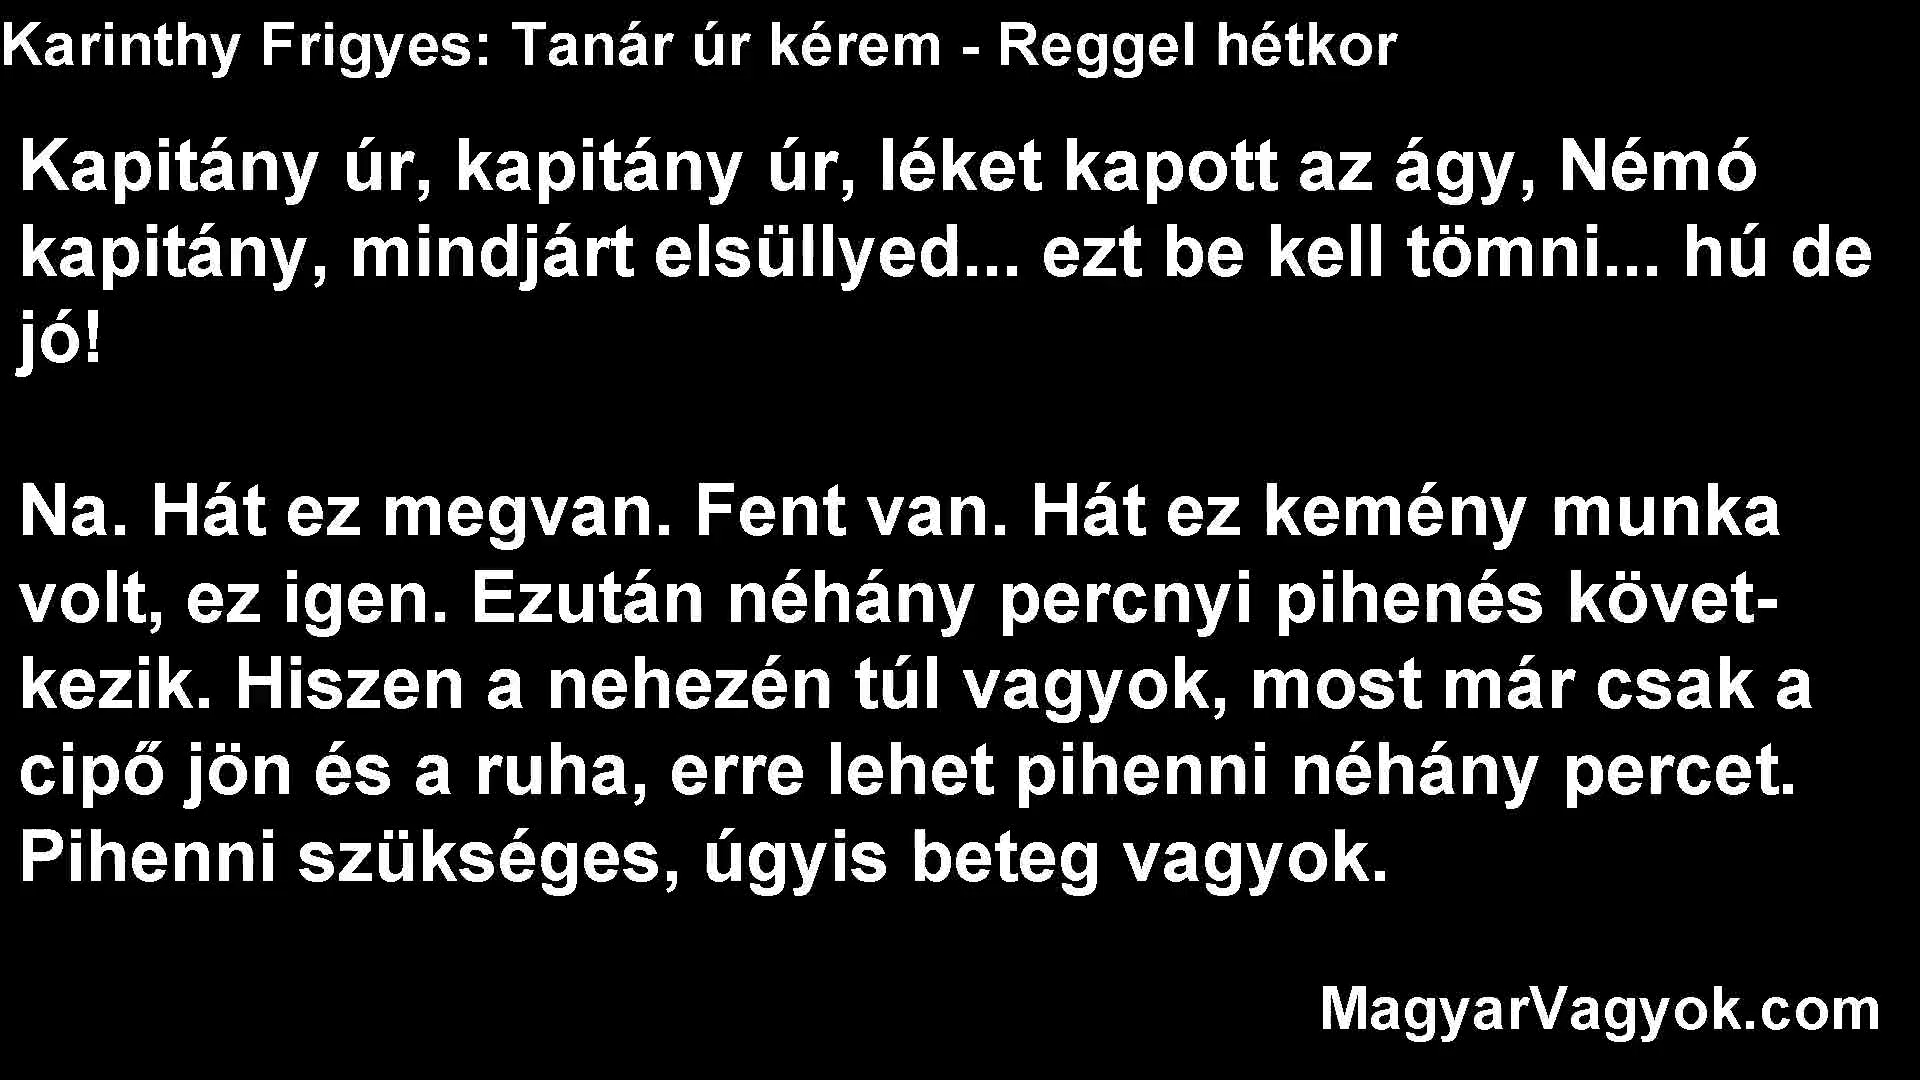 Karinthy Frigyes: Tanár úr kérem - Reggel hétkor
Kapitány úr, kapitány úr, léket kapott az ágy, Némó
kapitány, mindjárt elsüllyed... ezt be kell tömni... hú de
jó!
Na. Hát ez megvan. Fent van. Hát ez kemény munka
volt, ez igen. Ezután néhány percnyi pihenés követ-
kezik. Hiszen a nehezén túl vagyok, most már csak a
cipő jön és a ruha, erre lehet pihenni néhány percet.
Pihenni szükséges, úgyis beteg vagyok.
MagyarVagyok.com